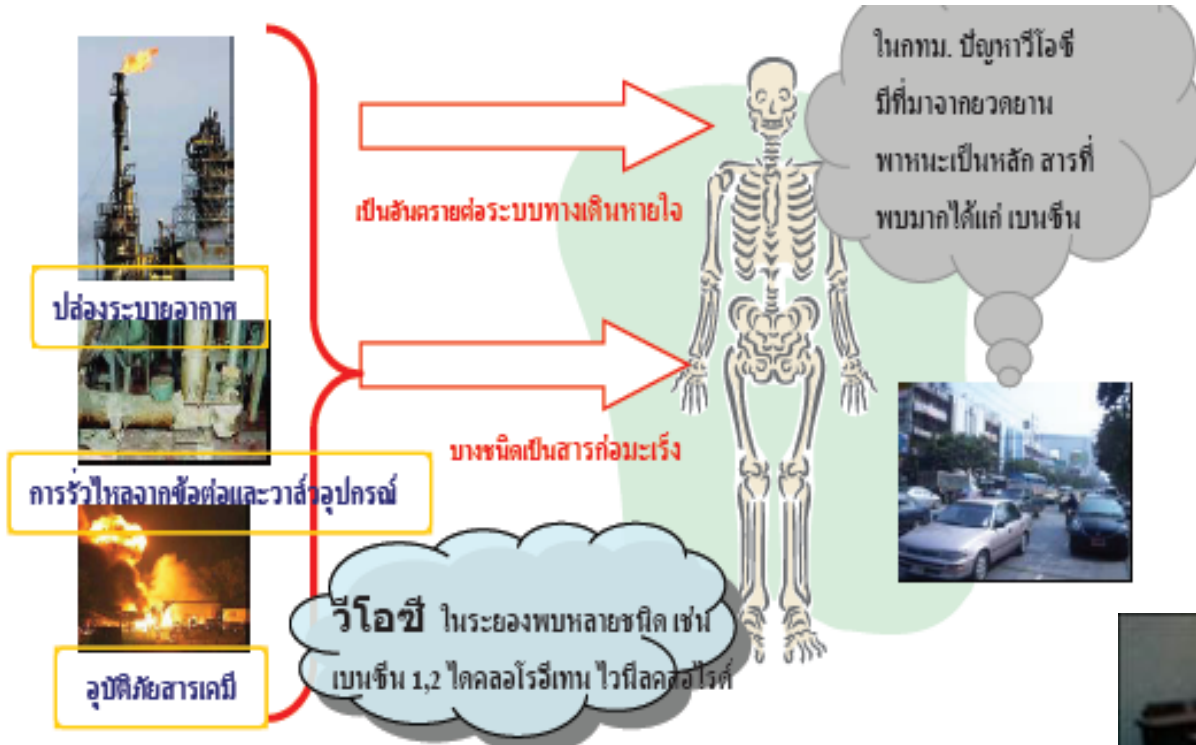 ปล่องระบายอากาศ
การรั่วไหลจากข้อต่อและวาล์วอุปกรณ์
อุบัติภัยสารเคมี
เป็นอันตรายต่อระบบทางเดินหายใจ
บางชนิดเป็นสารก่อมะเร็ง
วีโอซี ในระยองพบหลายชนิด เช่น
เบนซีน 1,2 ไดคลอโรอีเทน ไวนีลคลอไรด์
ในกทม. ปัญหาวีโอซี
มีที่มาจากยวดยาน
พาหนะเป็นหลัก สารที่
พบมากได้แก่ เบนซีน